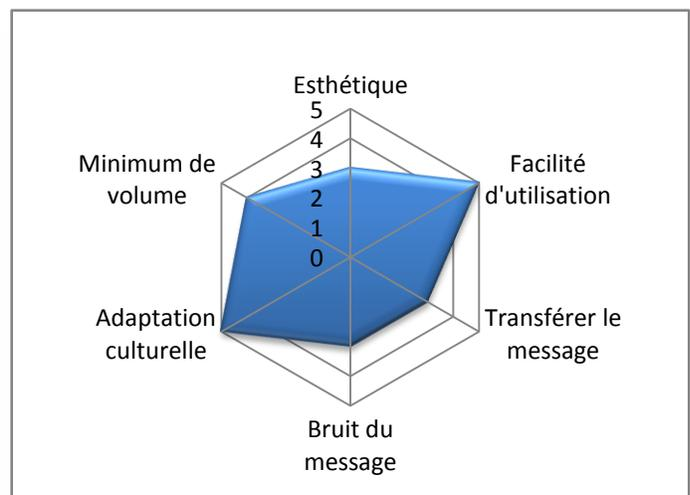 Esthétique
5
4
3
2
1
0
Facilité
d'utilisation
Transférer le
message
Bruit du
message
Adaptation
culturelle
Minimum de
volume